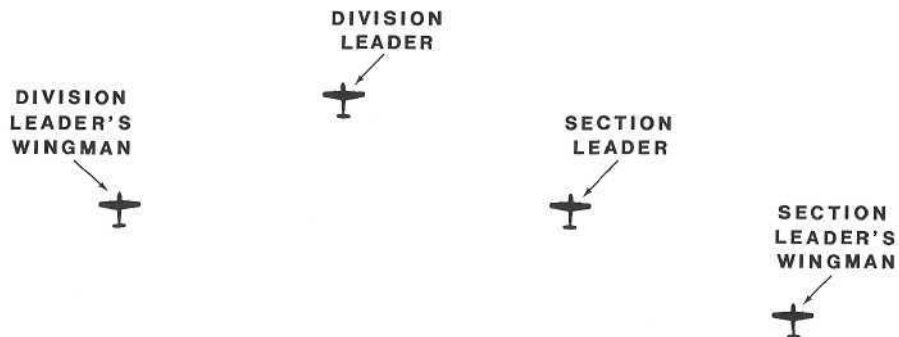 DIVISION
LEADER
DIVISION
LEADER'S
WINGMAN
SECTION
LEADER
SECTION
LEADER'S
WINGMAN